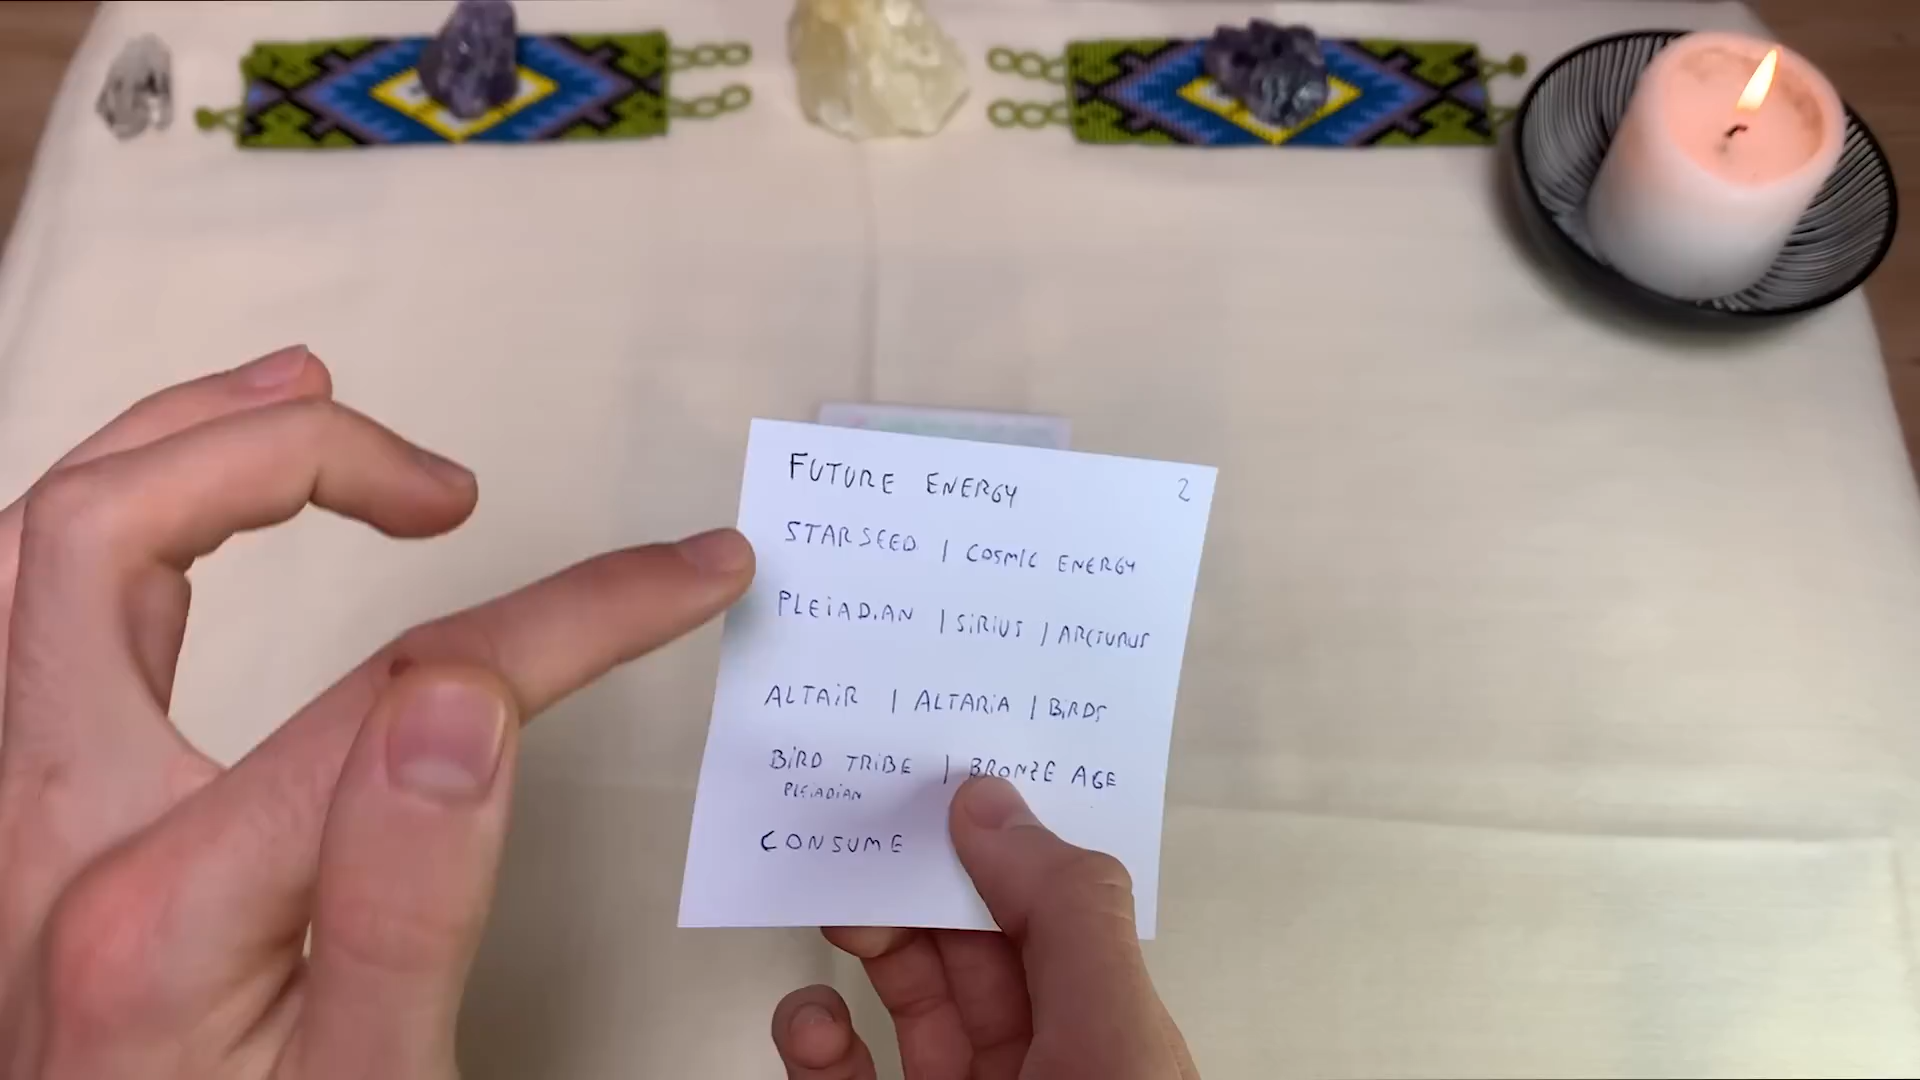 FUTURE ENERGY 2
STARSEED | COSMIC ENERGY
PLEIADIAN | SIRIUS | ARCTURUS
ALTAIR | ALTARIA | BIRDS
BIRD TRIBE | BRONZE AGE
PLEIADIAN
CONSUME